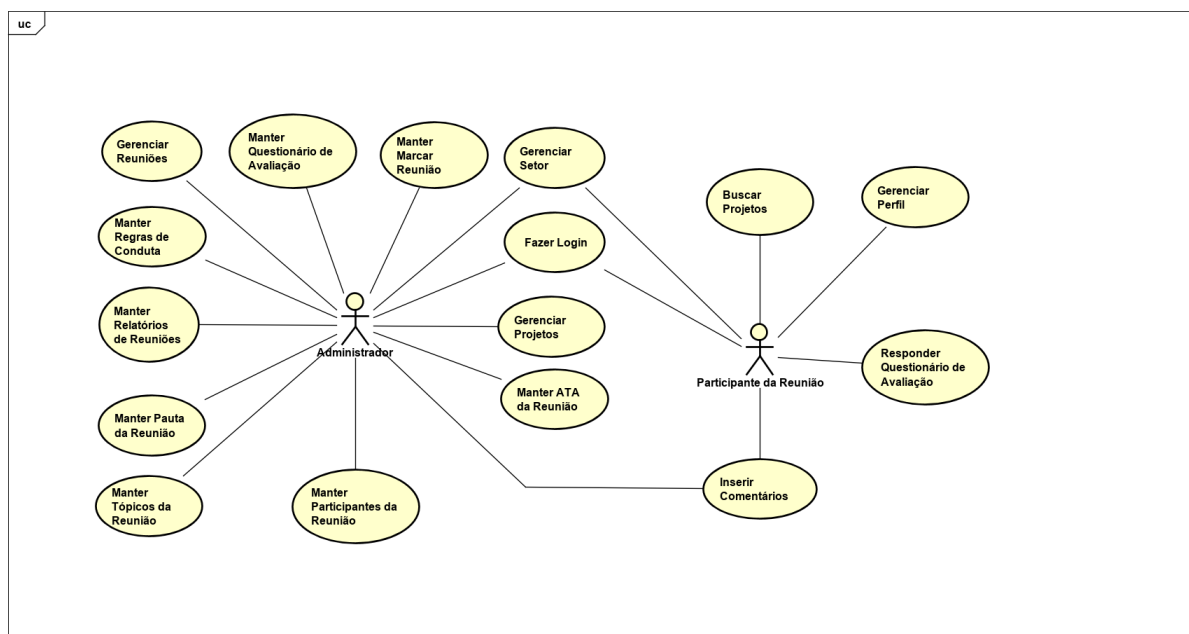 uc
Gerenciar
Reuniões
Manter
Questionário de
Avaliação
Manter
Marcar
Reunião
Gerenciar
Setor
Buscar
Projetos
Gerenciar
Perfil
Manter
Regras de
Conduta
Fazer Login
Manter
Relatórios
de Reuniões
Gerenciar
Projetos
Administrador
Participante da Reunião
Responder
Questionário de
Avaliação
Manter Pauta
da Reunião
Manter ATA
da Reunião
Manter
Tópicos da
Reunião
Manter
Participantes da
Reunião
Inserir
Comentários